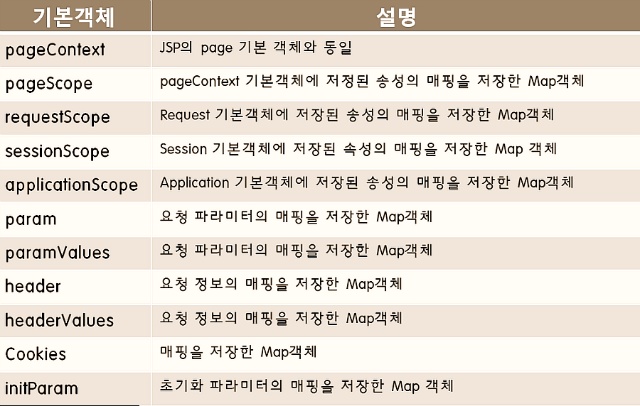 기본객체 설명
pageContext JSP의 page 기본 객체와 동일
pageScope pageContext 기본객체에 저정된 송성의 매핑을 저장한 Map객체
requestScope Request 기본객체에 저장된 송성의 매핑을 저장한 Map객체
sessionScope Session 기본객체에 저장된 속성의 매핑을 저장한 Map 객체
applicationScope Application 기본객체에 저장된 송성의 매핑을 저장한 Map객체
param 요청 파라미터의 매핑을 저장한 Map객체
paramValues 요청 파라미터의 매핑을 저장한 Map객체
header 요청 정보의 매핑을 저장한 Map객체
headerValues 요청 정보의 매핑을 저장한 Map객체
Cookies 매핑을 저장한 Map객체
initParam 초기화 파라미터의 매핑을 저장한 Map 객체